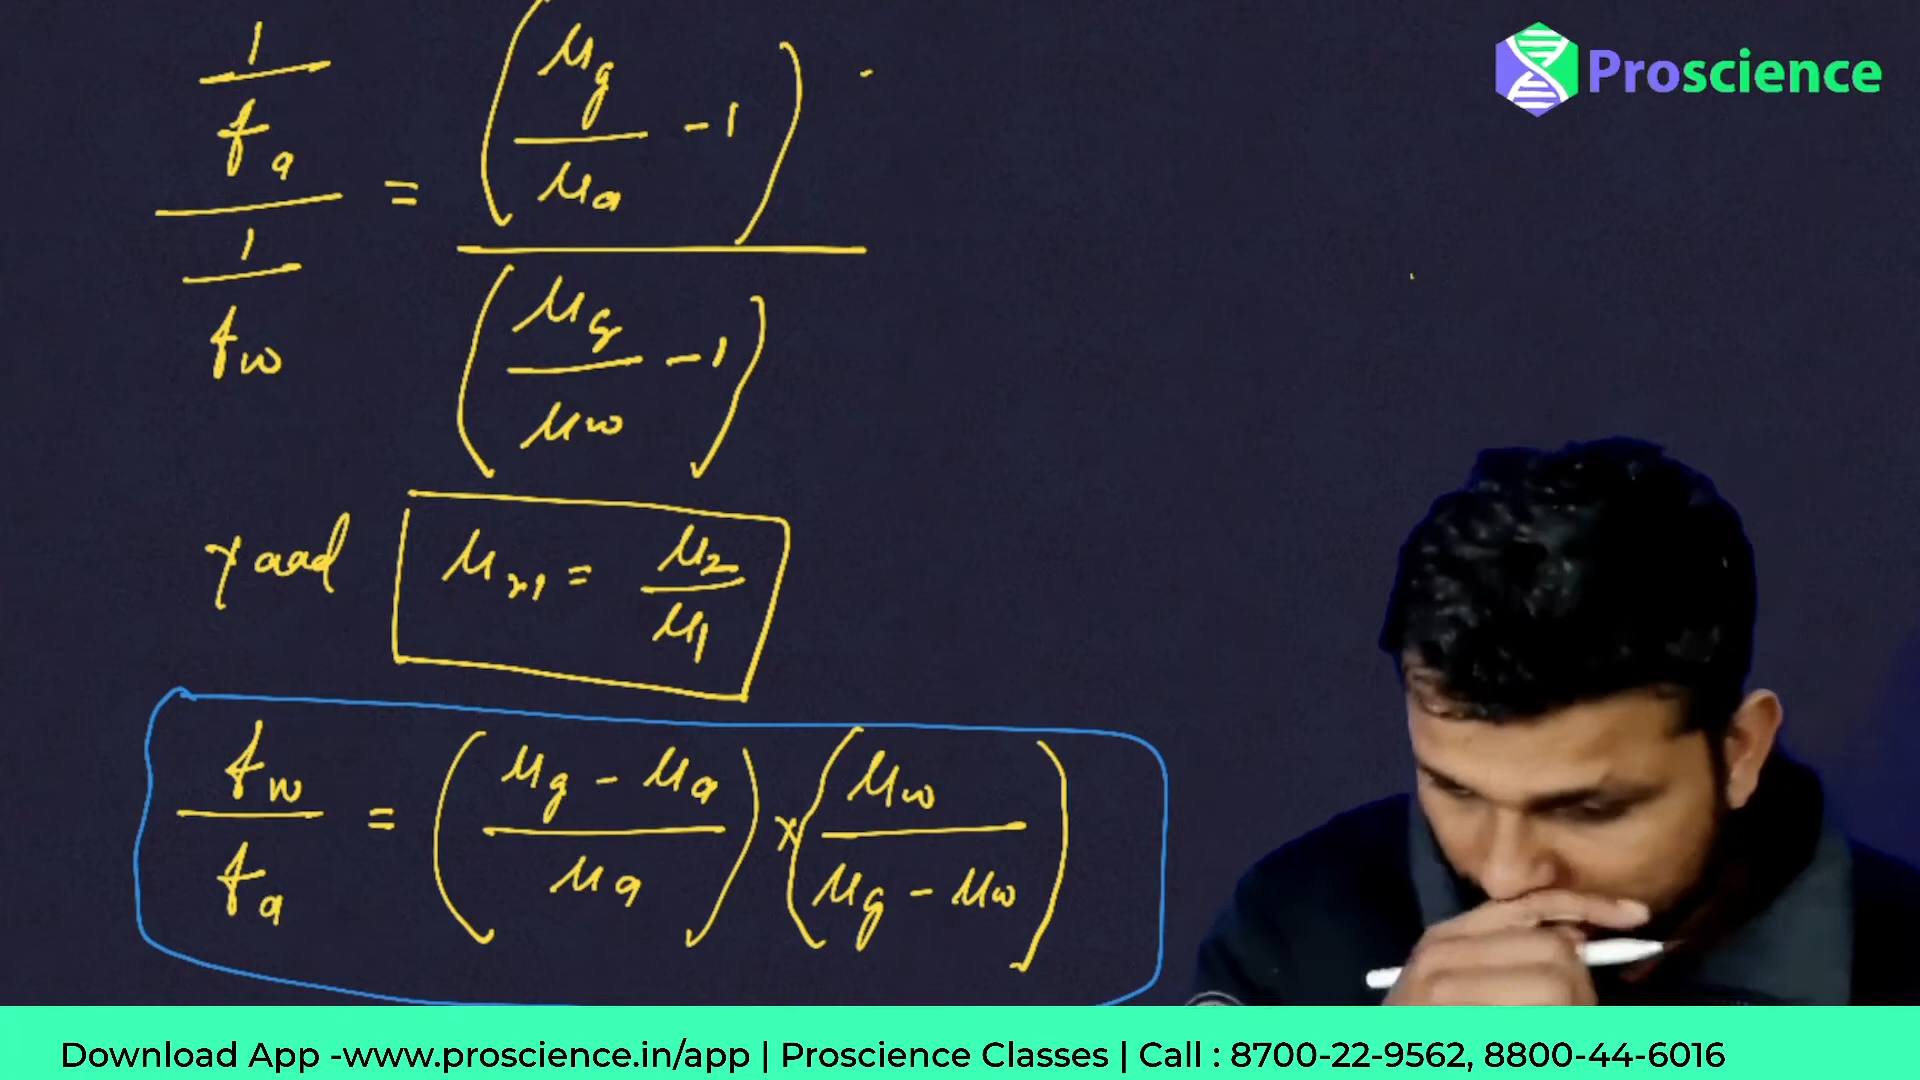 Proscience
1/fa / 1/fw = (μg/μa - 1) / (μg/μw - 1)
yaad μ21 = μ2/μ1
fw/fa = (μg - μa / μa) x (μw / μg - μw)
Download App -www.proscience.in/app | Proscience Classes | Call : 8700-22-9562, 8800-44-6016